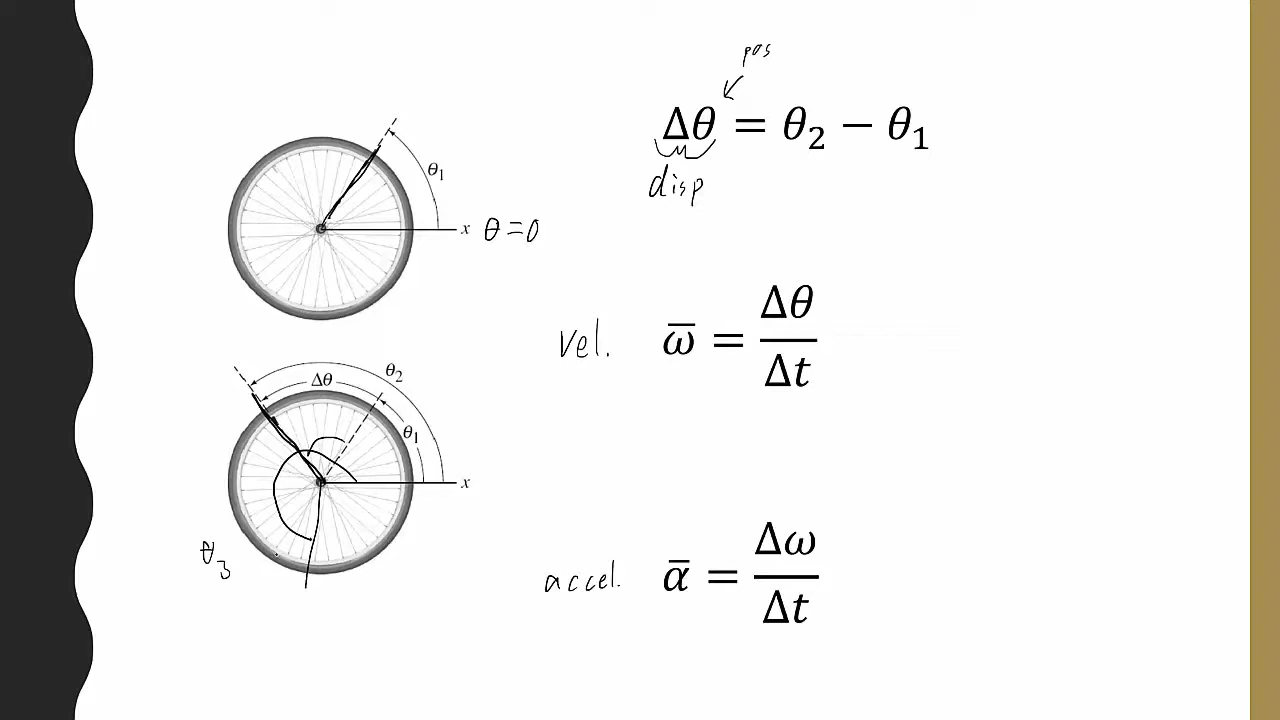 pos
Δθ = θ₂ − θ₁
disp
θ₁
x θ = 0
vel. ω̅ = Δθ/Δt
θ₂
Δθ
θ₁
x
θ₃
accel. α̅ = Δω/Δt